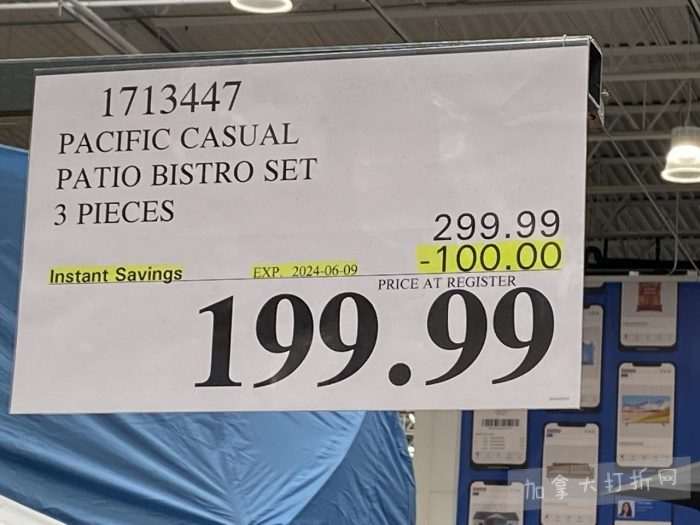 1713447
PACIFIC CASUAL
PATIO BISTRO SET
3 PIECES
299.99
Instant Savings EXP. 2024-06-09 -100.00
PRICE AT REGISTER
199.99
加拿大打折网